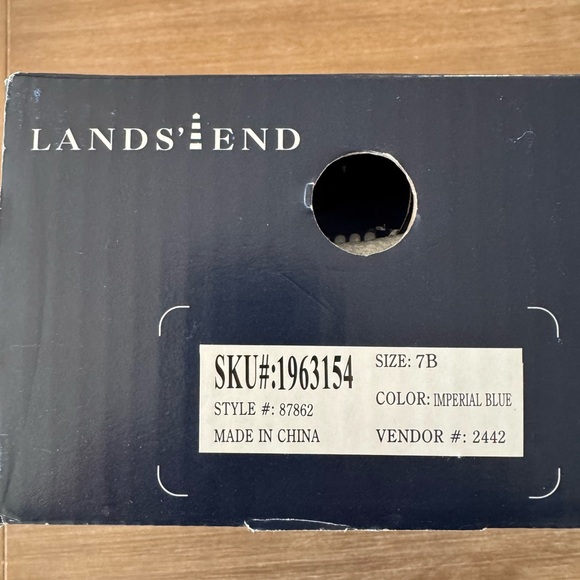 LANDS' END
SKU#:1963154
STYLE #: 87862
MADE IN CHINA
SIZE: 7B
COLOR: IMPERIAL BLUE
VENDOR #: 2442